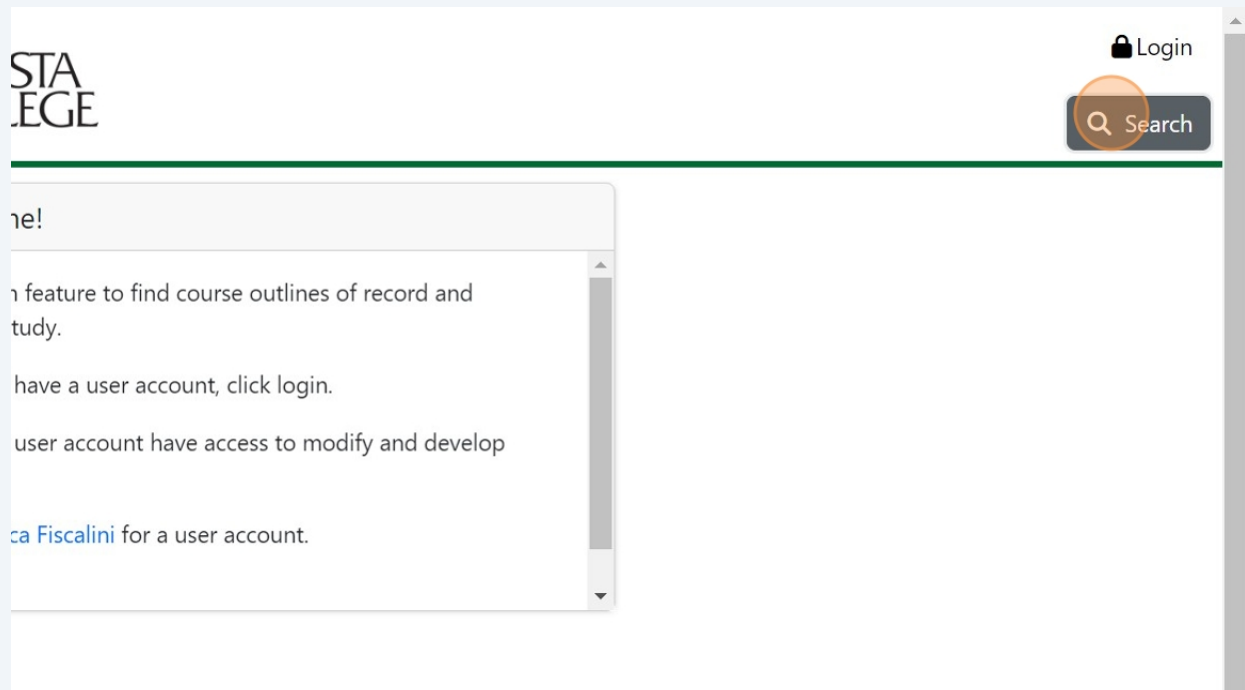 STA
EGE
Login
Search
ne!
feature to find course outlines of record and
tudy.
have a user account, click login.
user account have access to modify and develop
ca Fiscalini for a user account.